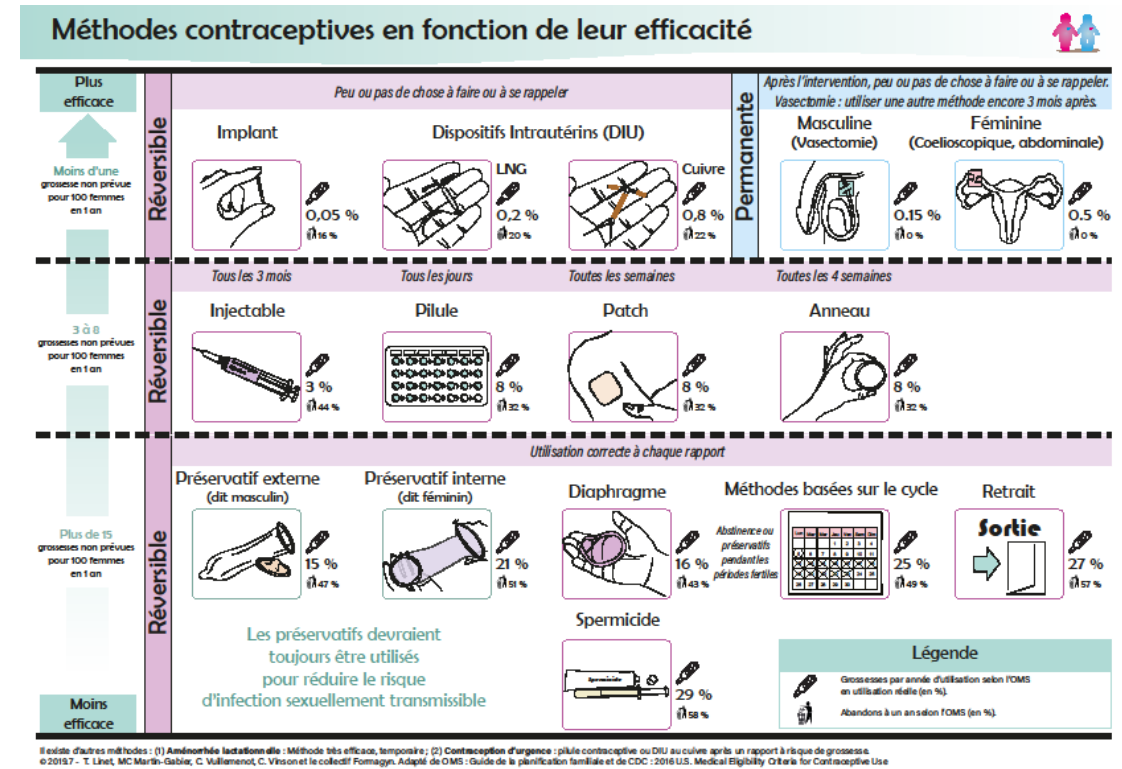 Méthodes contraceptives en fonction de leur efficacité
Plus
efficace
Moins d'une
grossesse non prévue
pour 100 femmes
en 1 an
Réversible
Peu ou pas de chose à faire ou à se rappeler
Implant
0,05 %
16 %
Dispositifs Intrautérins (DIU)
LNG
0,2 %
20 %
Cuivre
0,8 %
22 %
Permanente
Après l'intervention, peu ou pas de chose à faire ou à se rappeler.
Vasectomie : utiliser une autre méthode encore 3 mois après.
Masculine
(Vasectomie)
0.15 %
0 %
Féminine
(Coelioscopique, abdominale)
0.5 %
0 %
3 à 8
grossesses non prévues
pour 100 femmes
en 1 an
Réversible
Tous les 3 mois
Injectable
3 %
44 %
Tous les jours
Pilule
8 %
32 %
Toutes les semaines
Patch
8 %
32 %
Toutes les 4 semaines
Anneau
8 %
32 %
Plus de 15
grossesses non prévues
pour 100 femmes
en 1 an
Moins
efficace
Réversible
Utilisation correcte à chaque rapport
Préservatif externe
(dit masculin)
15 %
47 %
Préservatif interne
(dit féminin)
21 %
51 %
Diaphragme
16 %
43 %
Méthodes basées sur le cycle
Abstinence ou
préservatifs
pendant les
périodes fertiles
25 %
49 %
Retrait
Sortie
27 %
57 %
Les préservatifs devraient
toujours être utilisés
pour réduire le risque
d'infection sexuellement transmissible
Spermicide
Spermicide
29 %
58 %
Légende
Grossesses par année d'utilisation selon l'OMS
en utilisation réelle (en %).
Abandons à un an selon l'OMS (en %).
Il existe d'autres méthodes : (1) Aménorrhée lactationnelle : Méthode très efficace, temporaire ; (2) Contraception d'urgence : pilule contraceptive ou DIU au cuivre après un rapport à risque de grossesse.
© 2019.7 - T. Linet, MC Martin-Gabier, C. Vuillemenot, C. Vinson et le collectif Formagyn. Adapté de OMS : Guide de la planification familiale et de CDC : 2016 U.S. Medical Eligibility Criteria for Contraceptive Use